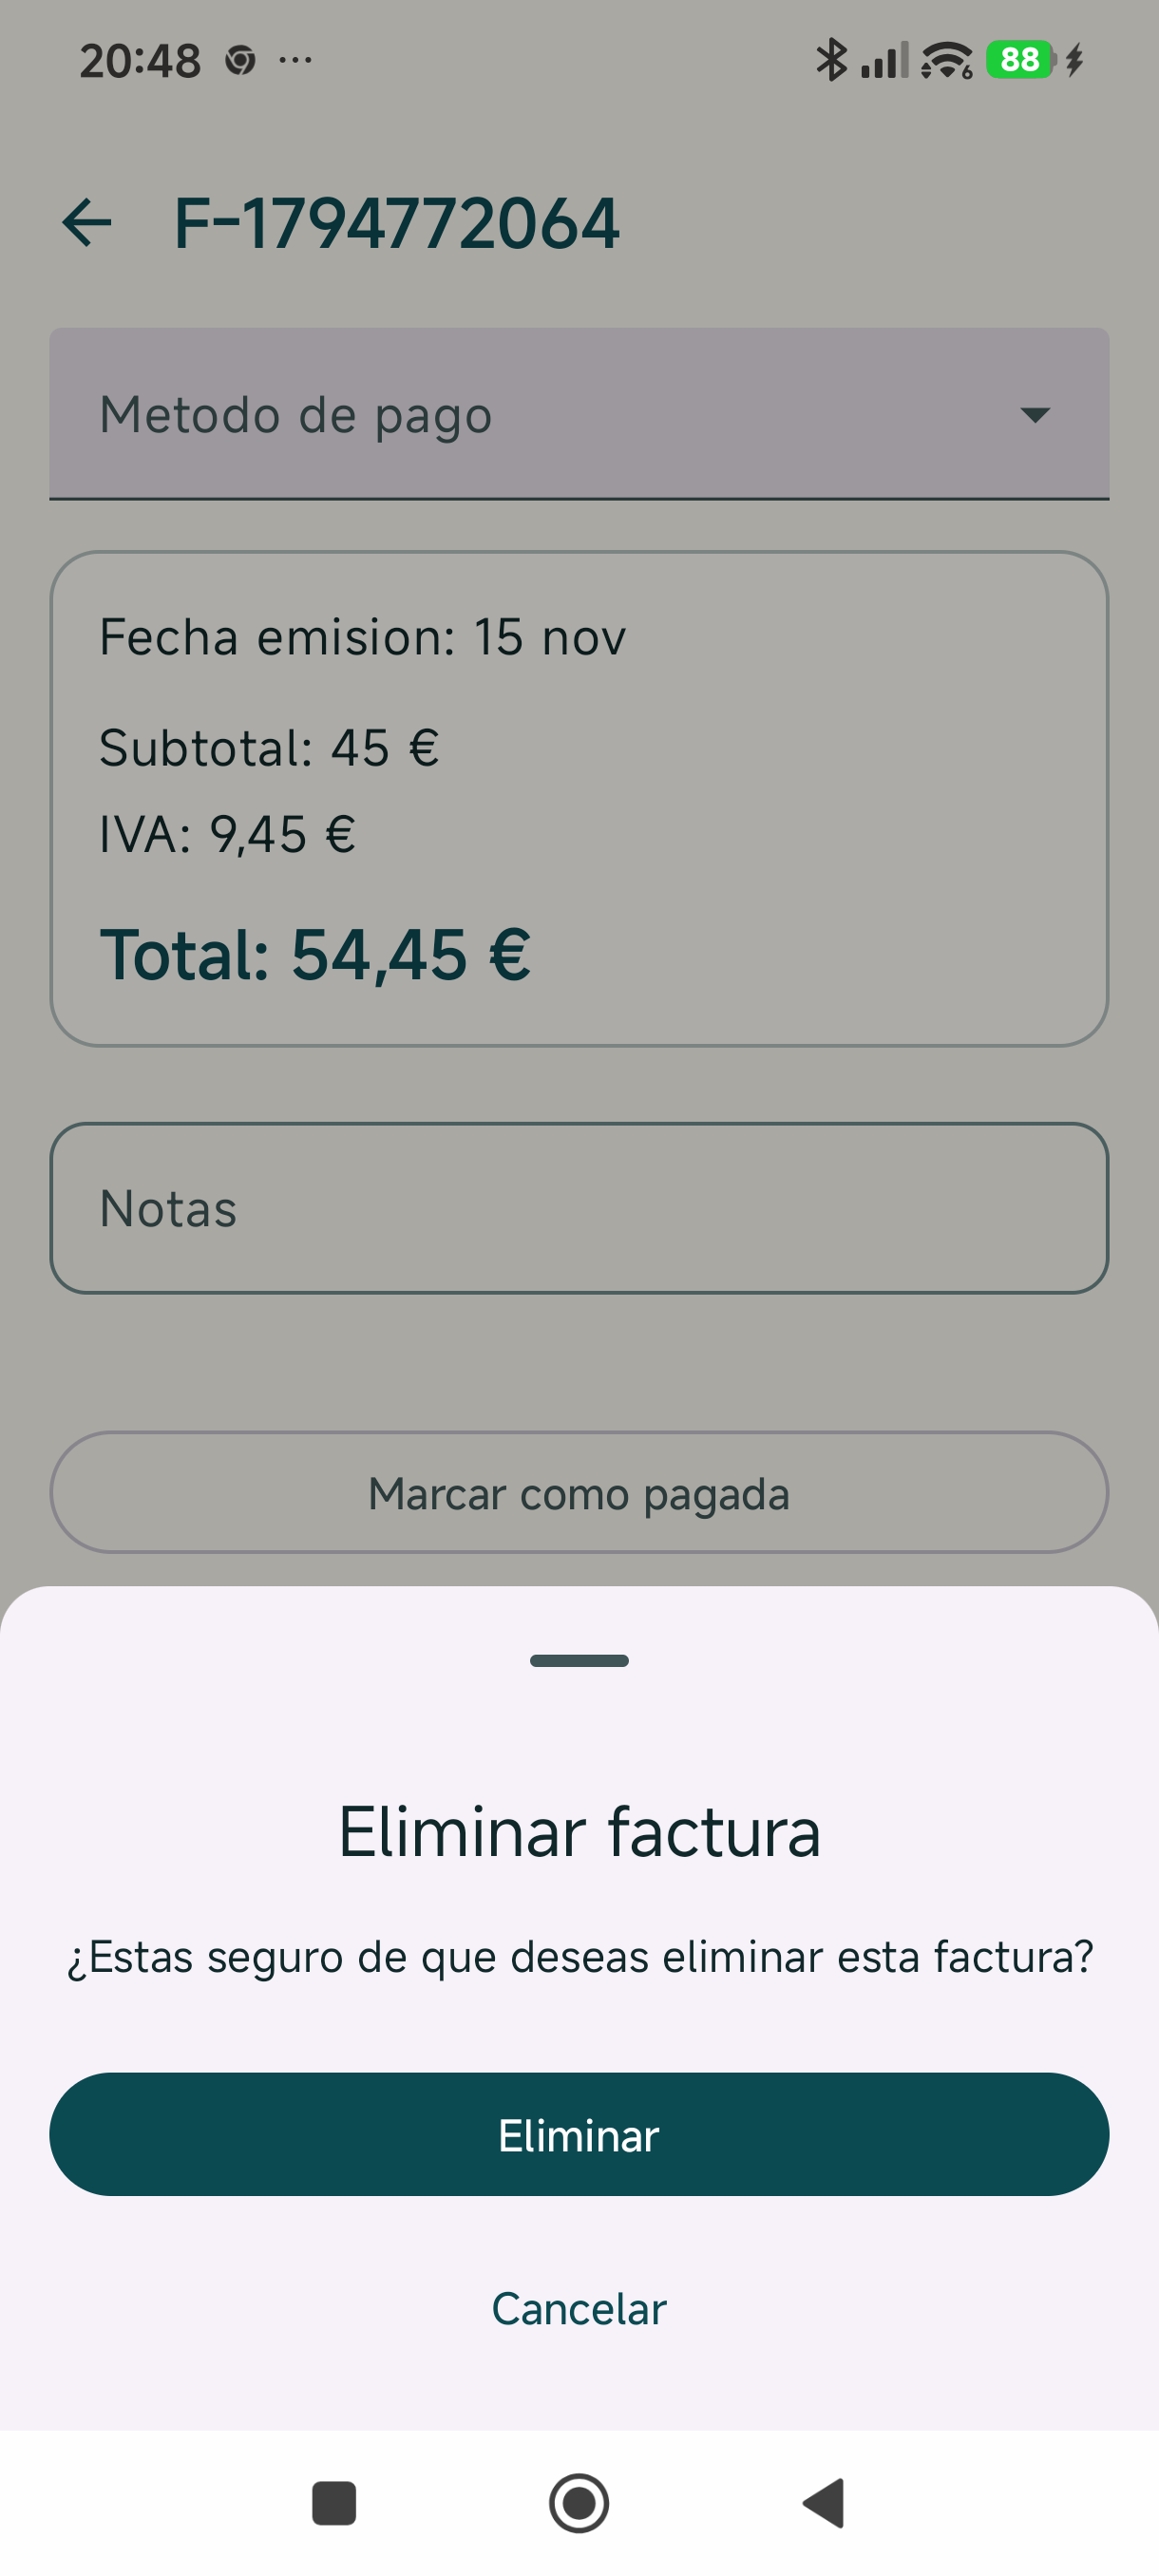 20:48 ...
6 88
F-1794772064
Metodo de pago
Fecha emision: 15 nov
Subtotal: 45 €
IVA: 9,45 €
Total: 54,45 €
Notas
Marcar como pagada
Eliminar factura
¿Estas seguro de que deseas eliminar esta factura?
Eliminar
Cancelar